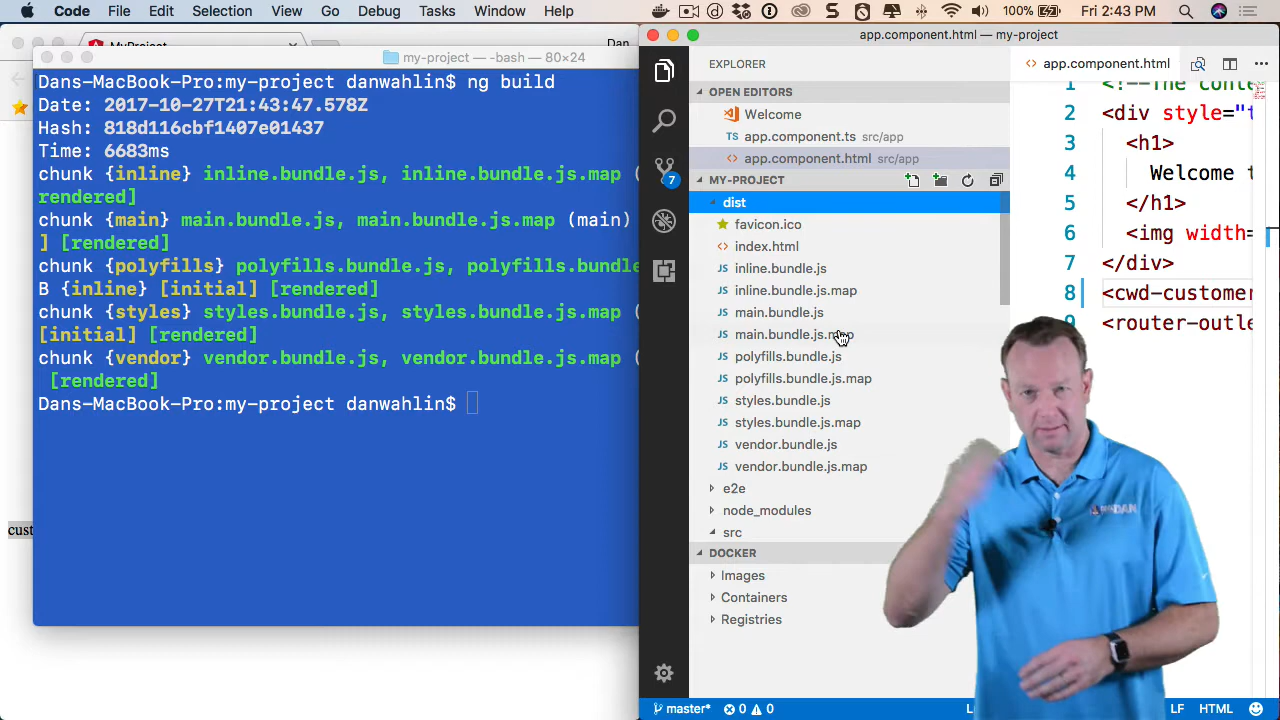 Code File Edit Selection View Go Debug Tasks Window Help 100% Fri 2:43 PM
MyProject
Dan
my-project — -bash — 80×24
Dans-MacBook-Pro:my-project danwahlin$ ng build
Date: 2017-10-27T21:43:47.578Z
Hash: 818d116cbf1407e01437
Time: 6683ms
chunk {inline} inline.bundle.js, inline.bundle.js.map (
rendered]
chunk {main} main.bundle.js, main.bundle.js.map (main)
] [rendered]
chunk {polyfills} polyfills.bundle.js, polyfills.bundle
B {inline} [initial] [rendered]
chunk {styles} styles.bundle.js, styles.bundle.js.map (
[initial] [rendered]
chunk {vendor} vendor.bundle.js, vendor.bundle.js.map (
[rendered]
Dans-MacBook-Pro:my-project danwahlin$
cust
app.component.html — my-project
EXPLORER
OPEN EDITORS
Welcome
TS app.component.ts src/app
<> app.component.html src/app
7
MY-PROJECT
dist
favicon.ico
<> index.html
JS inline.bundle.js
JS inline.bundle.js.map
JS main.bundle.js
JS main.bundle.js.map
JS polyfills.bundle.js
JS polyfills.bundle.js.map
JS styles.bundle.js
JS styles.bundle.js.map
JS vendor.bundle.js
JS vendor.bundle.js.map
e2e
node_modules
src
DOCKER
Images
Containers
Registries
<> app.component.html
1 <!--The conte
2 <div style="t
3 <h1>
4 Welcome t
5 </h1>
6 <img width=
7 </div>
8 <cwd-customer
9 <router-outle
master* 0 0
LF HTML